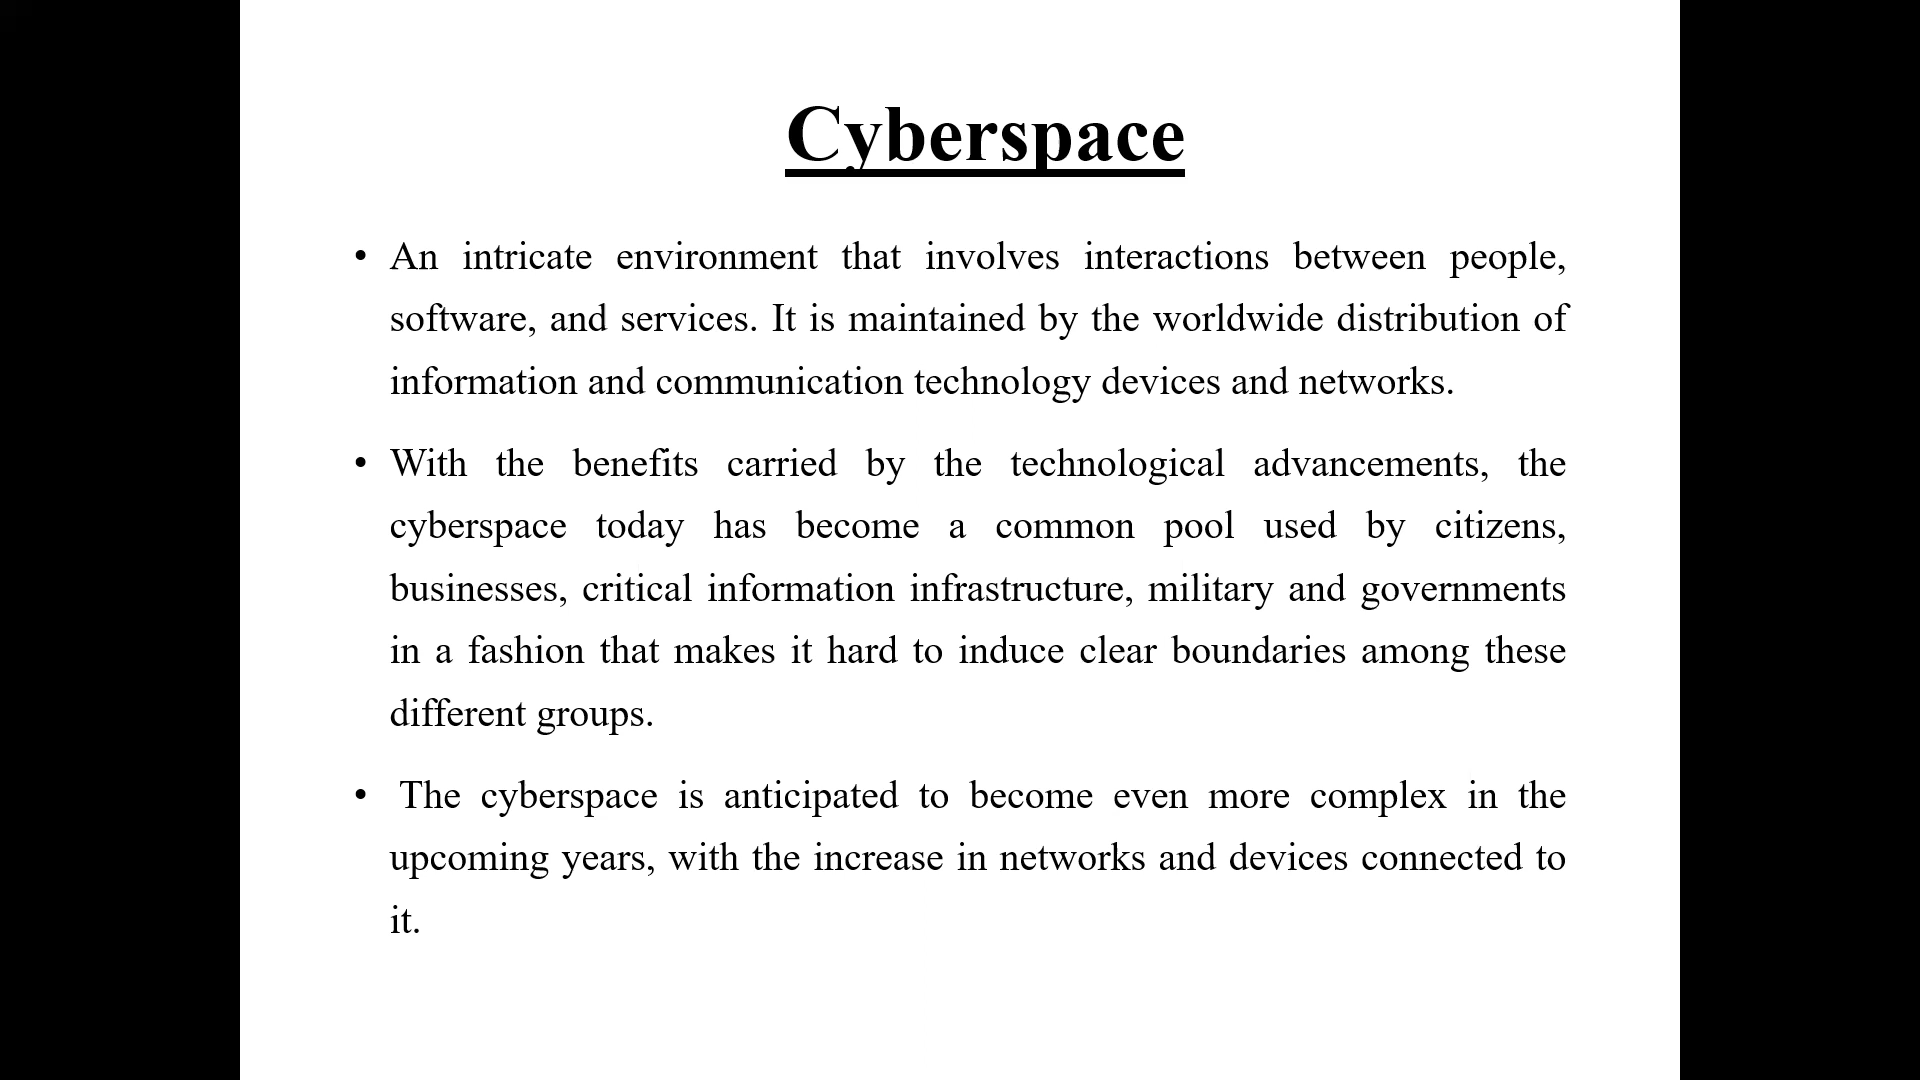 Cyberspace
• An intricate environment that involves interactions between people,
software, and services. It is maintained by the worldwide distribution of
information and communication technology devices and networks.
• With the benefits carried by the technological advancements, the
cyberspace today has become a common pool used by citizens,
businesses, critical information infrastructure, military and governments
in a fashion that makes it hard to induce clear boundaries among these
different groups.
• The cyberspace is anticipated to become even more complex in the
upcoming years, with the increase in networks and devices connected to
it.